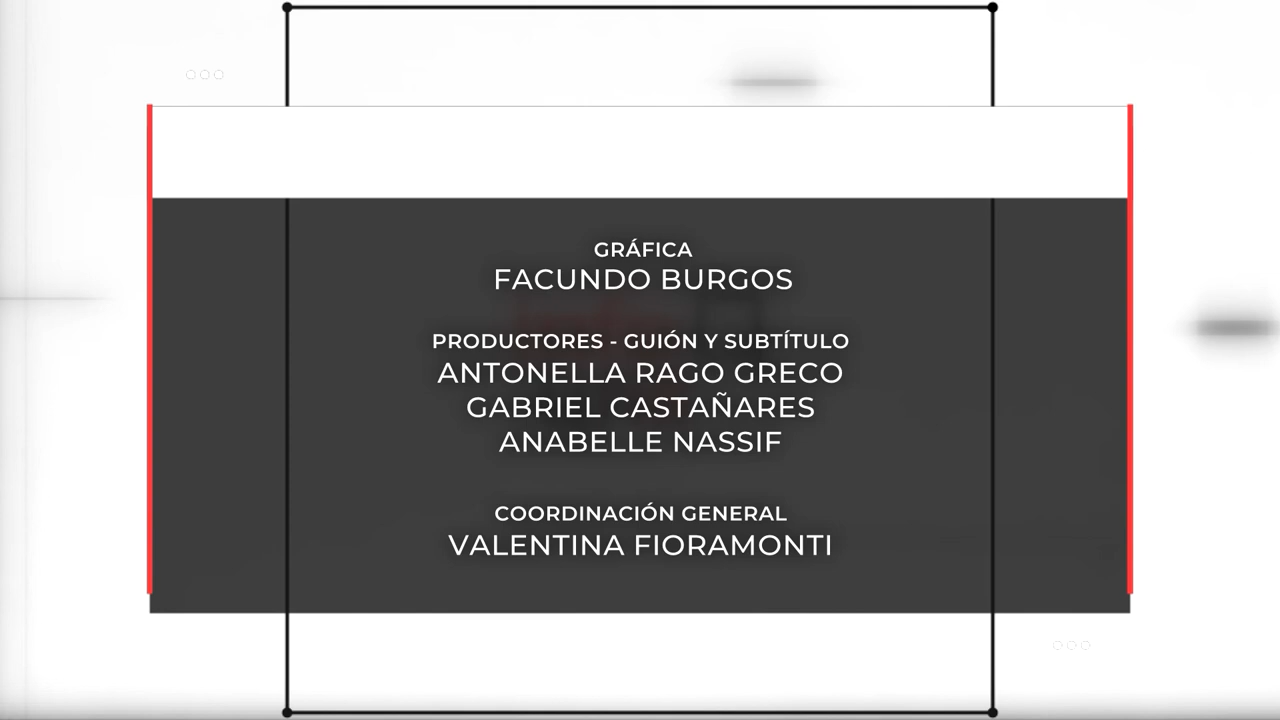 GRÁFICA
FACUNDO BURGOS
PRODUCTORES - GUIÓN Y SUBTÍTULO
ANTONELLA RAGO GRECO
GABRIEL CASTAÑARES
ANABELLE NASSIF
COORDINACIÓN GENERAL
VALENTINA FIORAMONTI